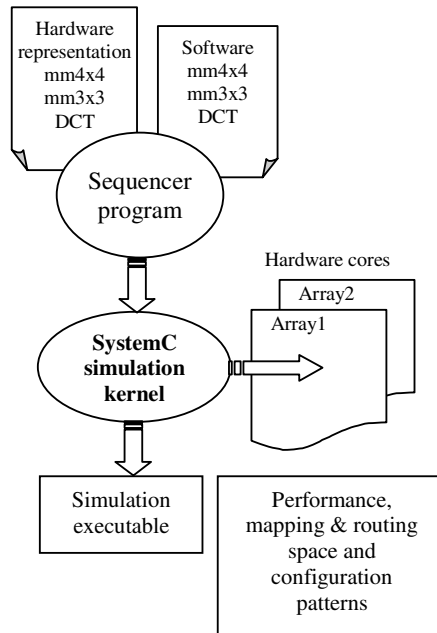 Hardware
representation
mm4x4
mm3x3
DCT
Software
mm4x4
mm3x3
DCT
Sequencer
program
Hardware cores
Array2
Array1
SystemC
simulation
kernel
Simulation
executable
Performance,
mapping & routing
space and
configuration
patterns